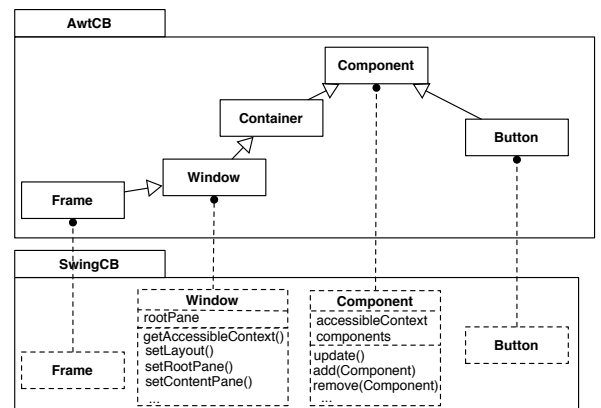 AwtCB
Component
Container
Button
Window
Frame
SwingCB
Window
rootPane
getAccessibleContext()
setLayout()
setRootPane()
setContentPane()
...
Component
accessibleContext
components
update()
add(Component)
remove(Component)
...
Button
Frame